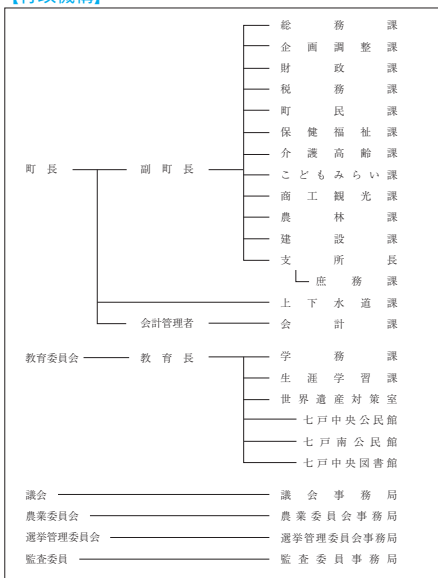 【行政機構】
総務課
企画調整課
財政課
税務課
町民課
保健福祉課
介護高齢課
町長 副町長 こどもみらい課
商工観光課
農林課
建設課
支所長
庶務課
上下水道課
会計管理者 会計課
教育委員会 教育長 学務課
生涯学習課
世界遺産対策室
七戸中央公民館
七戸南公民館
七戸中央図書館
議会 議会事務局
農業委員会 農業委員会事務局
選挙管理委員会 選挙管理委員会事務局
監査委員 監査委員事務局